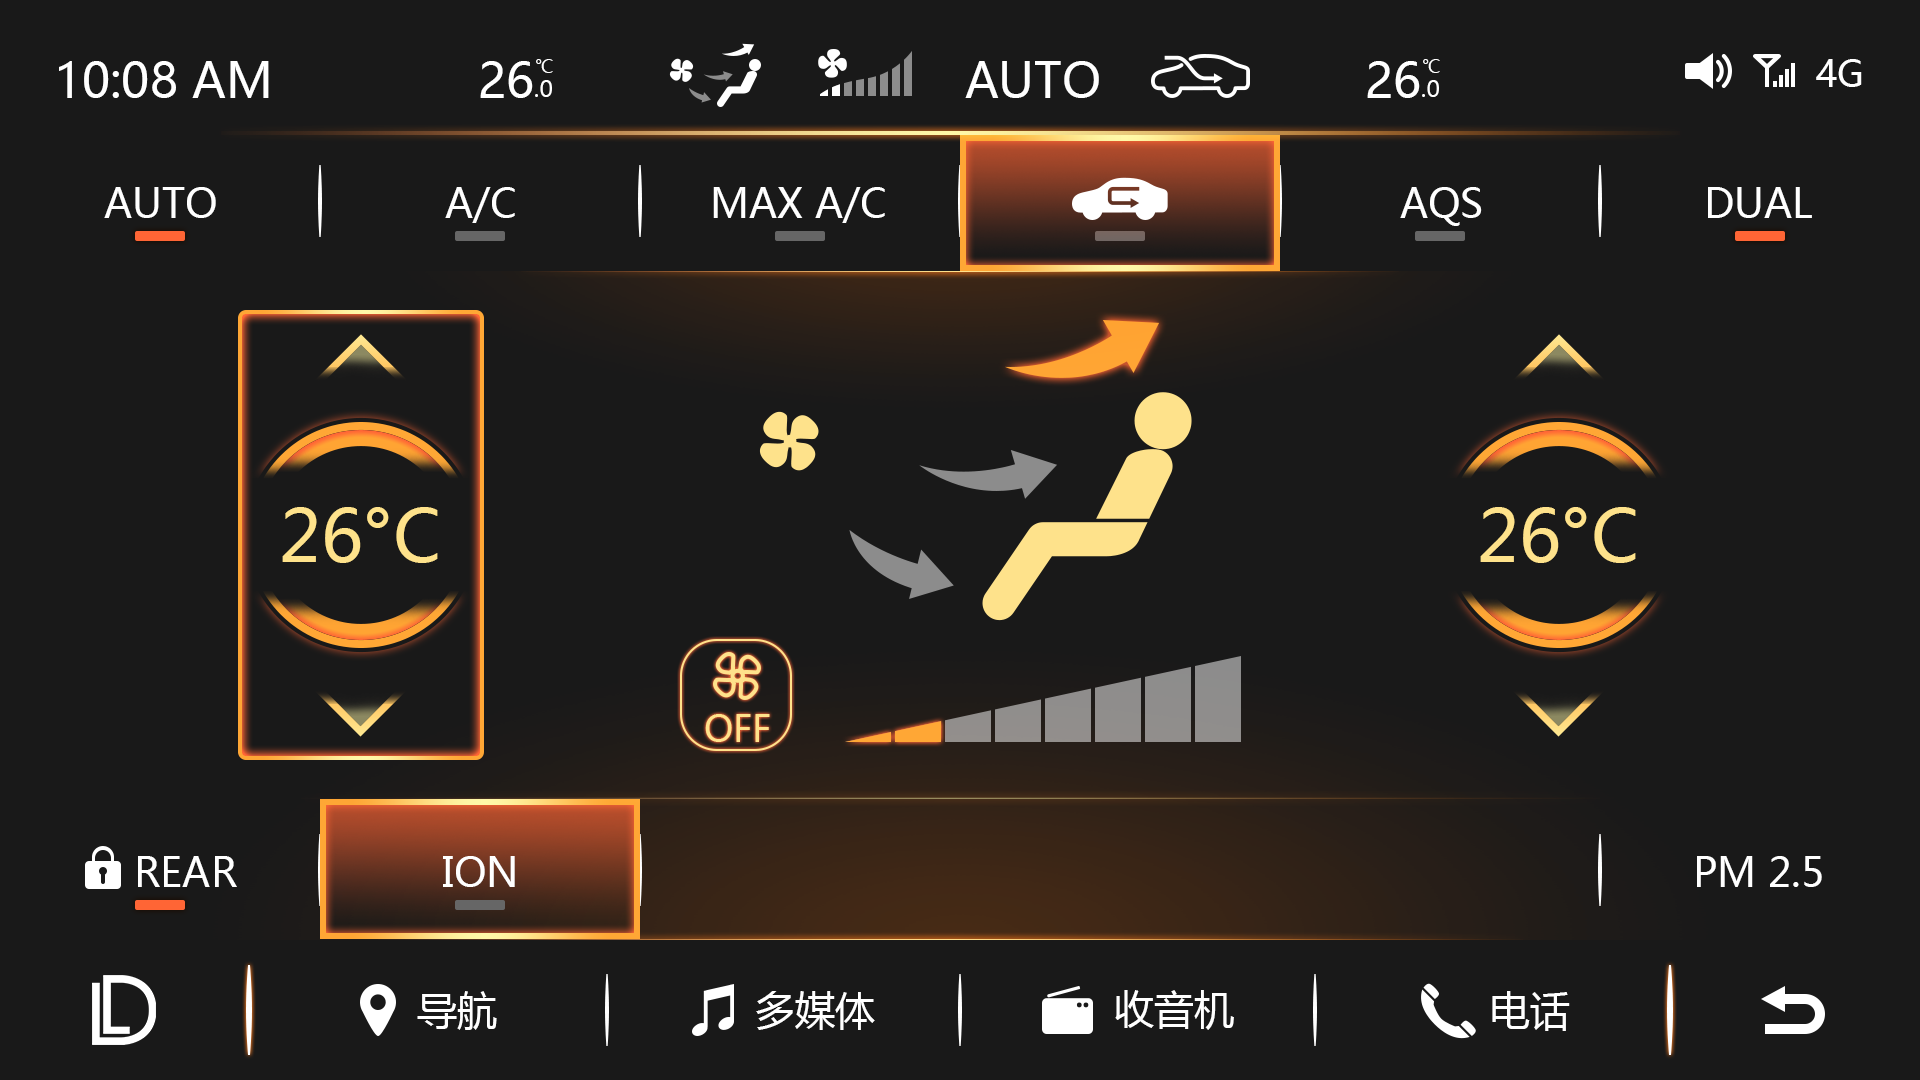 10:08 AM
26.0 ℃
AUTO
26.0 ℃
4G
AUTO
A/C
MAX A/C
AQS
DUAL
26°C
26°C
OFF
REAR
ION
PM 2.5
导航
多媒体
收音机
电话